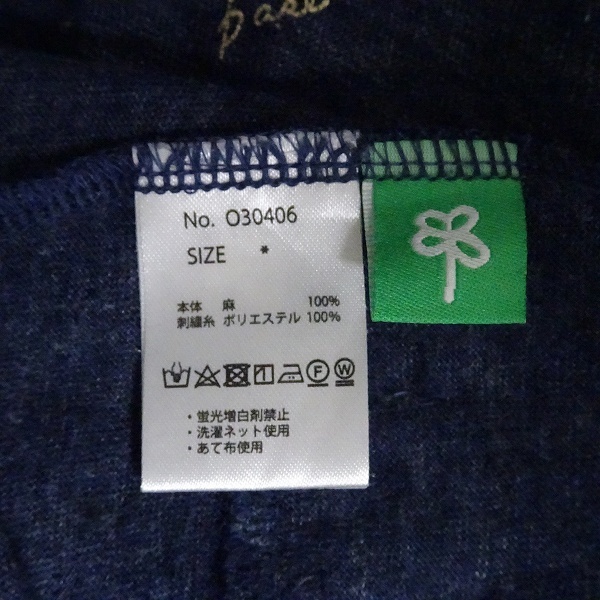 No. O30406
SIZE *
本体 麻 100%
刺繍糸 ポリエステル 100%
・蛍光増白剤禁止
・洗濯ネット使用
・あて布使用